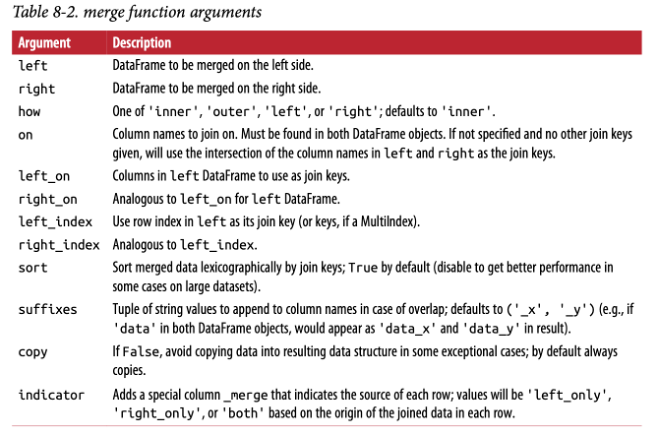 Table 8-2. merge function arguments
Argument Description
left DataFrame to be merged on the left side.
right DataFrame to be merged on the right side.
how One of 'inner', 'outer', 'left', or 'right'; defaults to 'inner'.
on Column names to join on. Must be found in both DataFrame objects. If not specified and no other join keys
given, will use the intersection of the column names in left and right as the join keys.
left_on Columns in left DataFrame to use as join keys.
right_on Analogous to left_on for left DataFrame.
left_index Use row index in left as its join key (or keys, if a MultiIndex).
right_index Analogous to left_index.
sort Sort merged data lexicographically by join keys; True by default (disable to get better performance in
some cases on large datasets).
suffixes Tuple of string values to append to column names in case of overlap; defaults to ('_x', '_y') (e.g., if
'data' in both DataFrame objects, would appear as 'data_x' and 'data_y' in result).
copy If False, avoid copying data into resulting data structure in some exceptional cases; by default always
copies.
indicator Adds a special column _merge that indicates the source of each row; values will be 'left_only',
'right_only', or 'both' based on the origin of the joined data in each row.